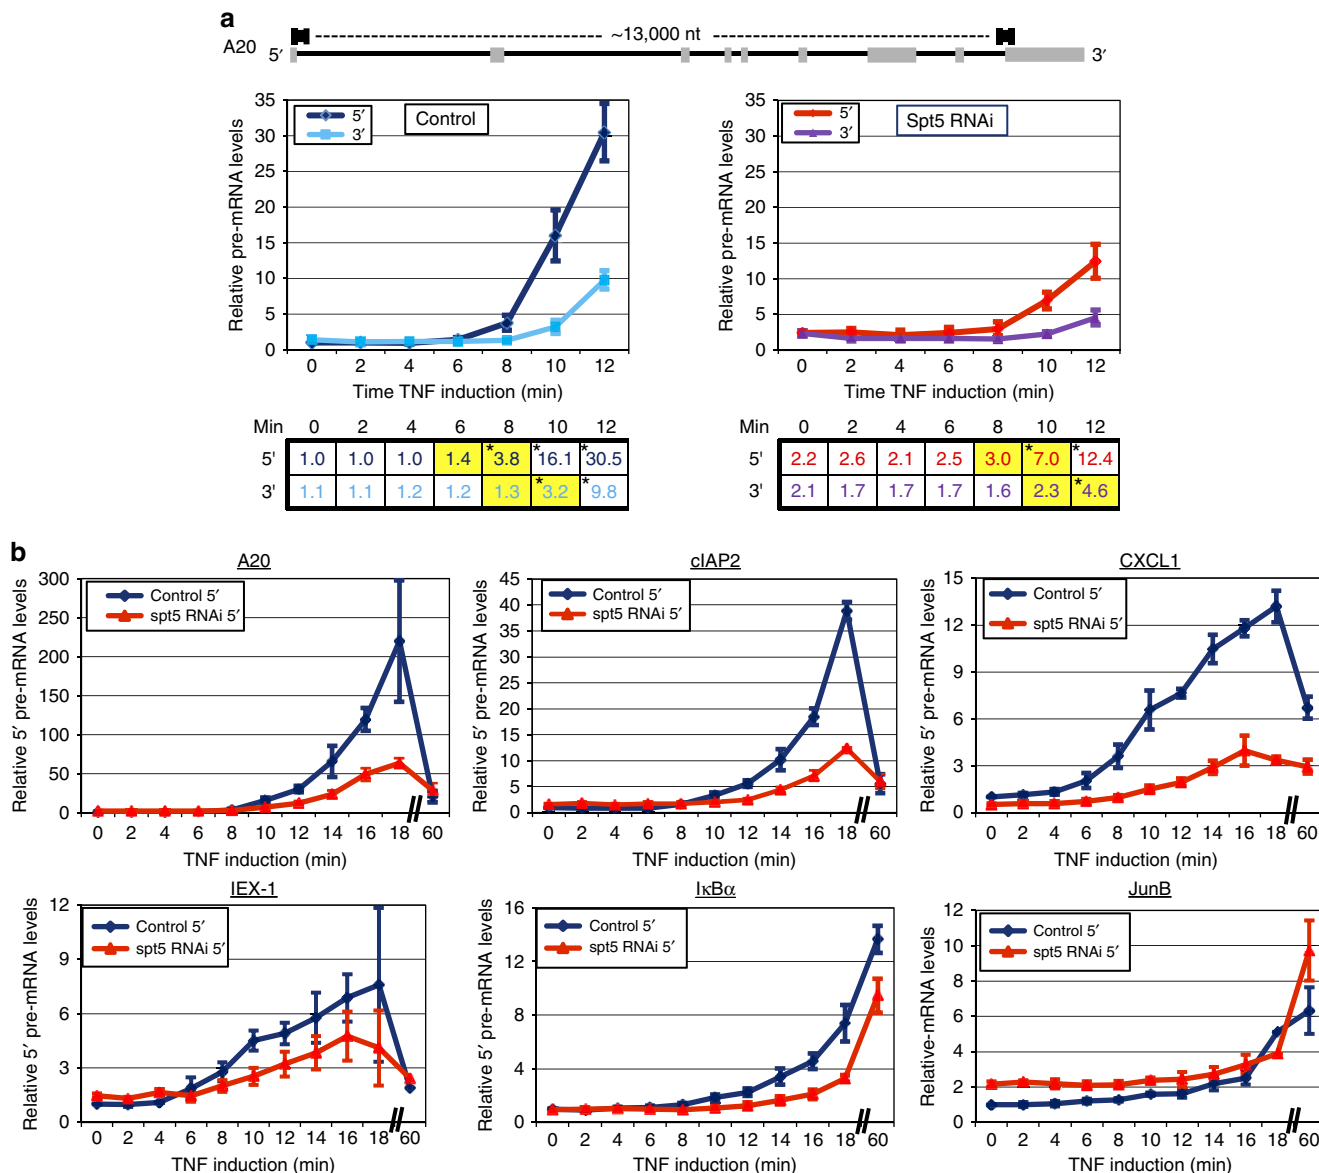 a
A20 5′ ~13,000 nt 3′
Relative pre-mRNA levels
35
30
25
20
15
10
5
0
5′
3′
Control
0 2 4 6 8 10 12
Time TNF induction (min)
Relative pre-mRNA levels
35
30
25
20
15
10
5
0
5′
3′
Spt5 RNAi
0 2 4 6 8 10 12
Time TNF induction (min)
Min 0 2 4 6 8 10 12
5' 1.0 1.0 1.0 1.4 *3.8 *16.1 *30.5
3' 1.1 1.1 1.2 1.2 1.3 *3.2 *9.8
0 2 4 6 8 10 12
Min
5' 2.2 2.6 2.1 2.5 3.0 *7.0 *12.4
3' 2.1 1.7 1.7 1.7 1.6 2.3 *4.6
b
A20
Relative 5′ pre-mRNA levels
300
250
200
150
100
50
0
Control 5′
spt5 RNAi 5′
0 2 4 6 8 10 12 14 16 18 60
TNF induction (min)
cIAP2
Relative 5′ pre-mRNA levels
45
40
35
30
25
20
15
10
5
0
Control 5′
spt5 RNAi 5′
0 2 4 6 8 10 12 14 16 18 60
TNF induction (min)
CXCL1
Relative 5′ pre-mRNA levels
15
12
9
6
3
0
Control 5′
spt5 RNAi 5′
0 2 4 6 8 10 12 14 16 18 60
TNF induction (min)
IEX-1
Relative 5′ pre-mRNA levels
12
9
6
3
0
Control 5′
spt5 RNAi 5′
0 2 4 6 8 10 12 14 16 18 60
TNF induction (min)
IκBα
Relative 5′ pre-mRNA levels
16
12
8
4
0
Control 5′
spt5 RNAi 5′
0 2 4 6 8 10 12 14 16 18 60
TNF induction (min)
JunB
Relative-mRNA levels
12
10
8
6
4
2
0
Control 5′
spt5 RNAi 5′
0 2 4 6 8 10 12 14 16 18 60
TNF induction (min)